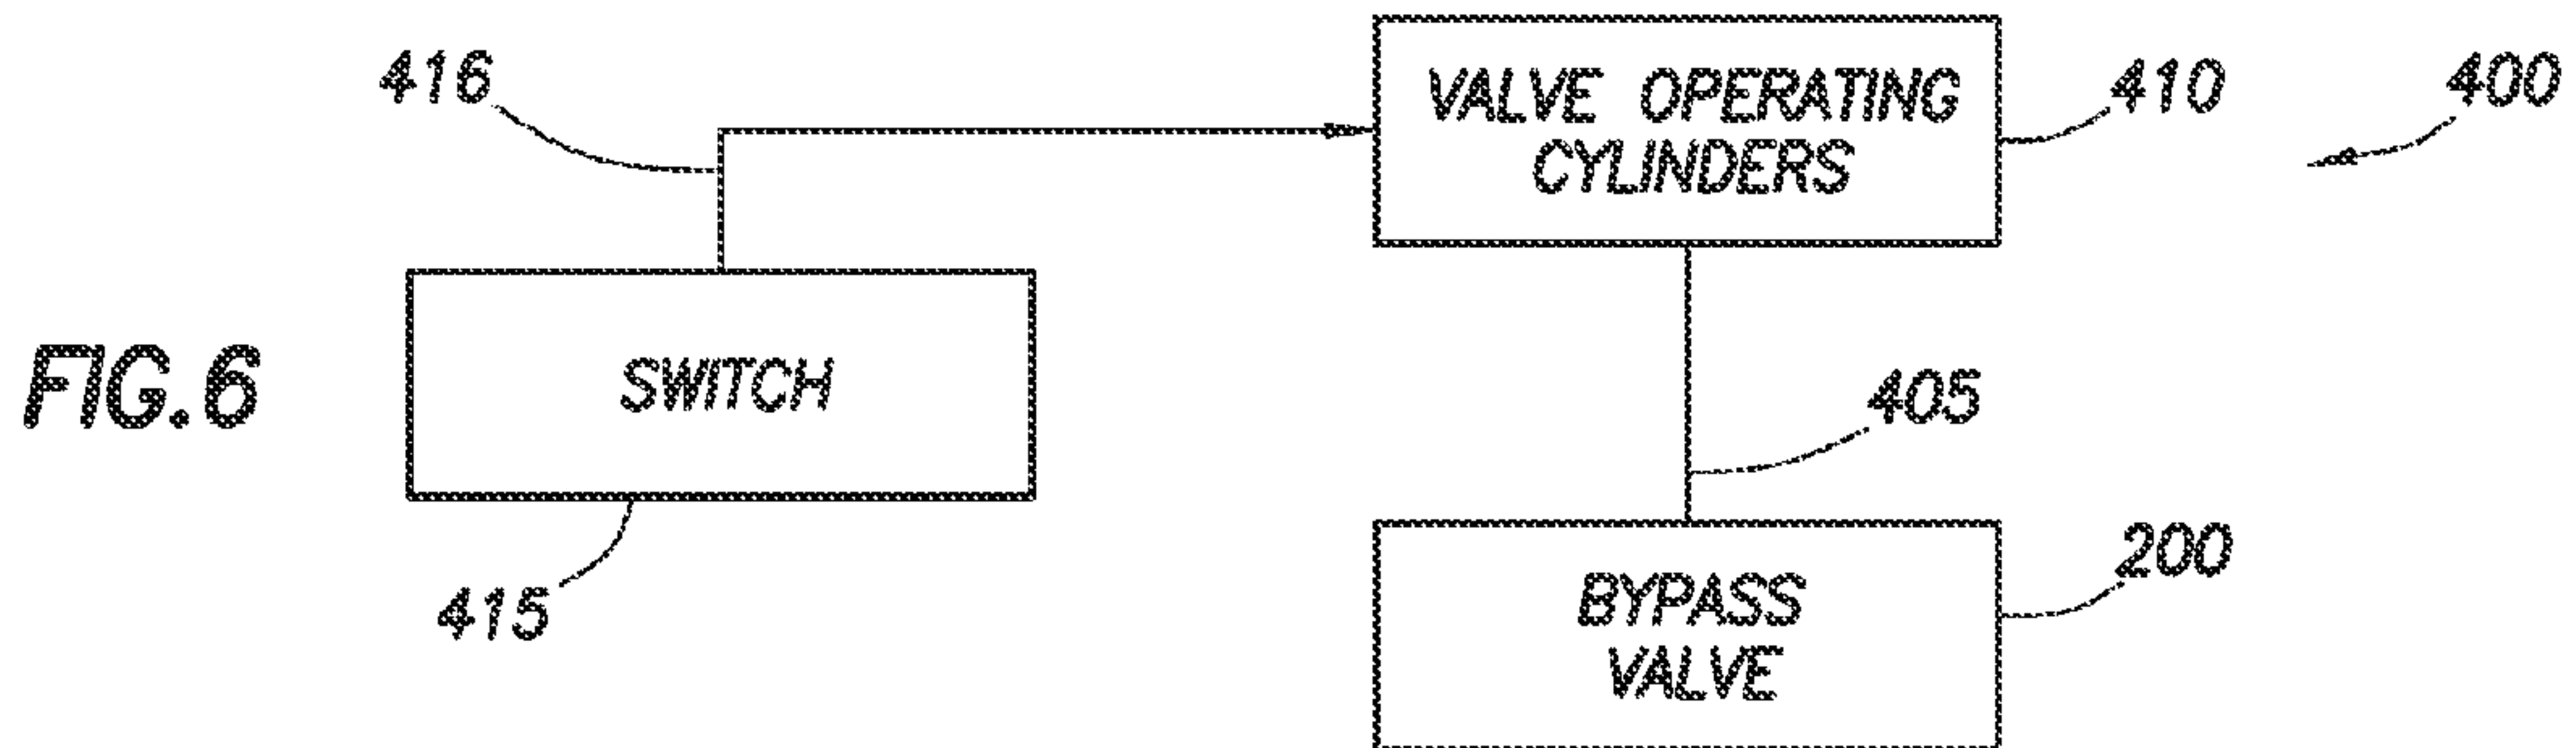 416
VALVE OPERATING
CYLINDERS
410
400
FIG. 6
SWITCH
405
415
BYPASS
VALVE
200